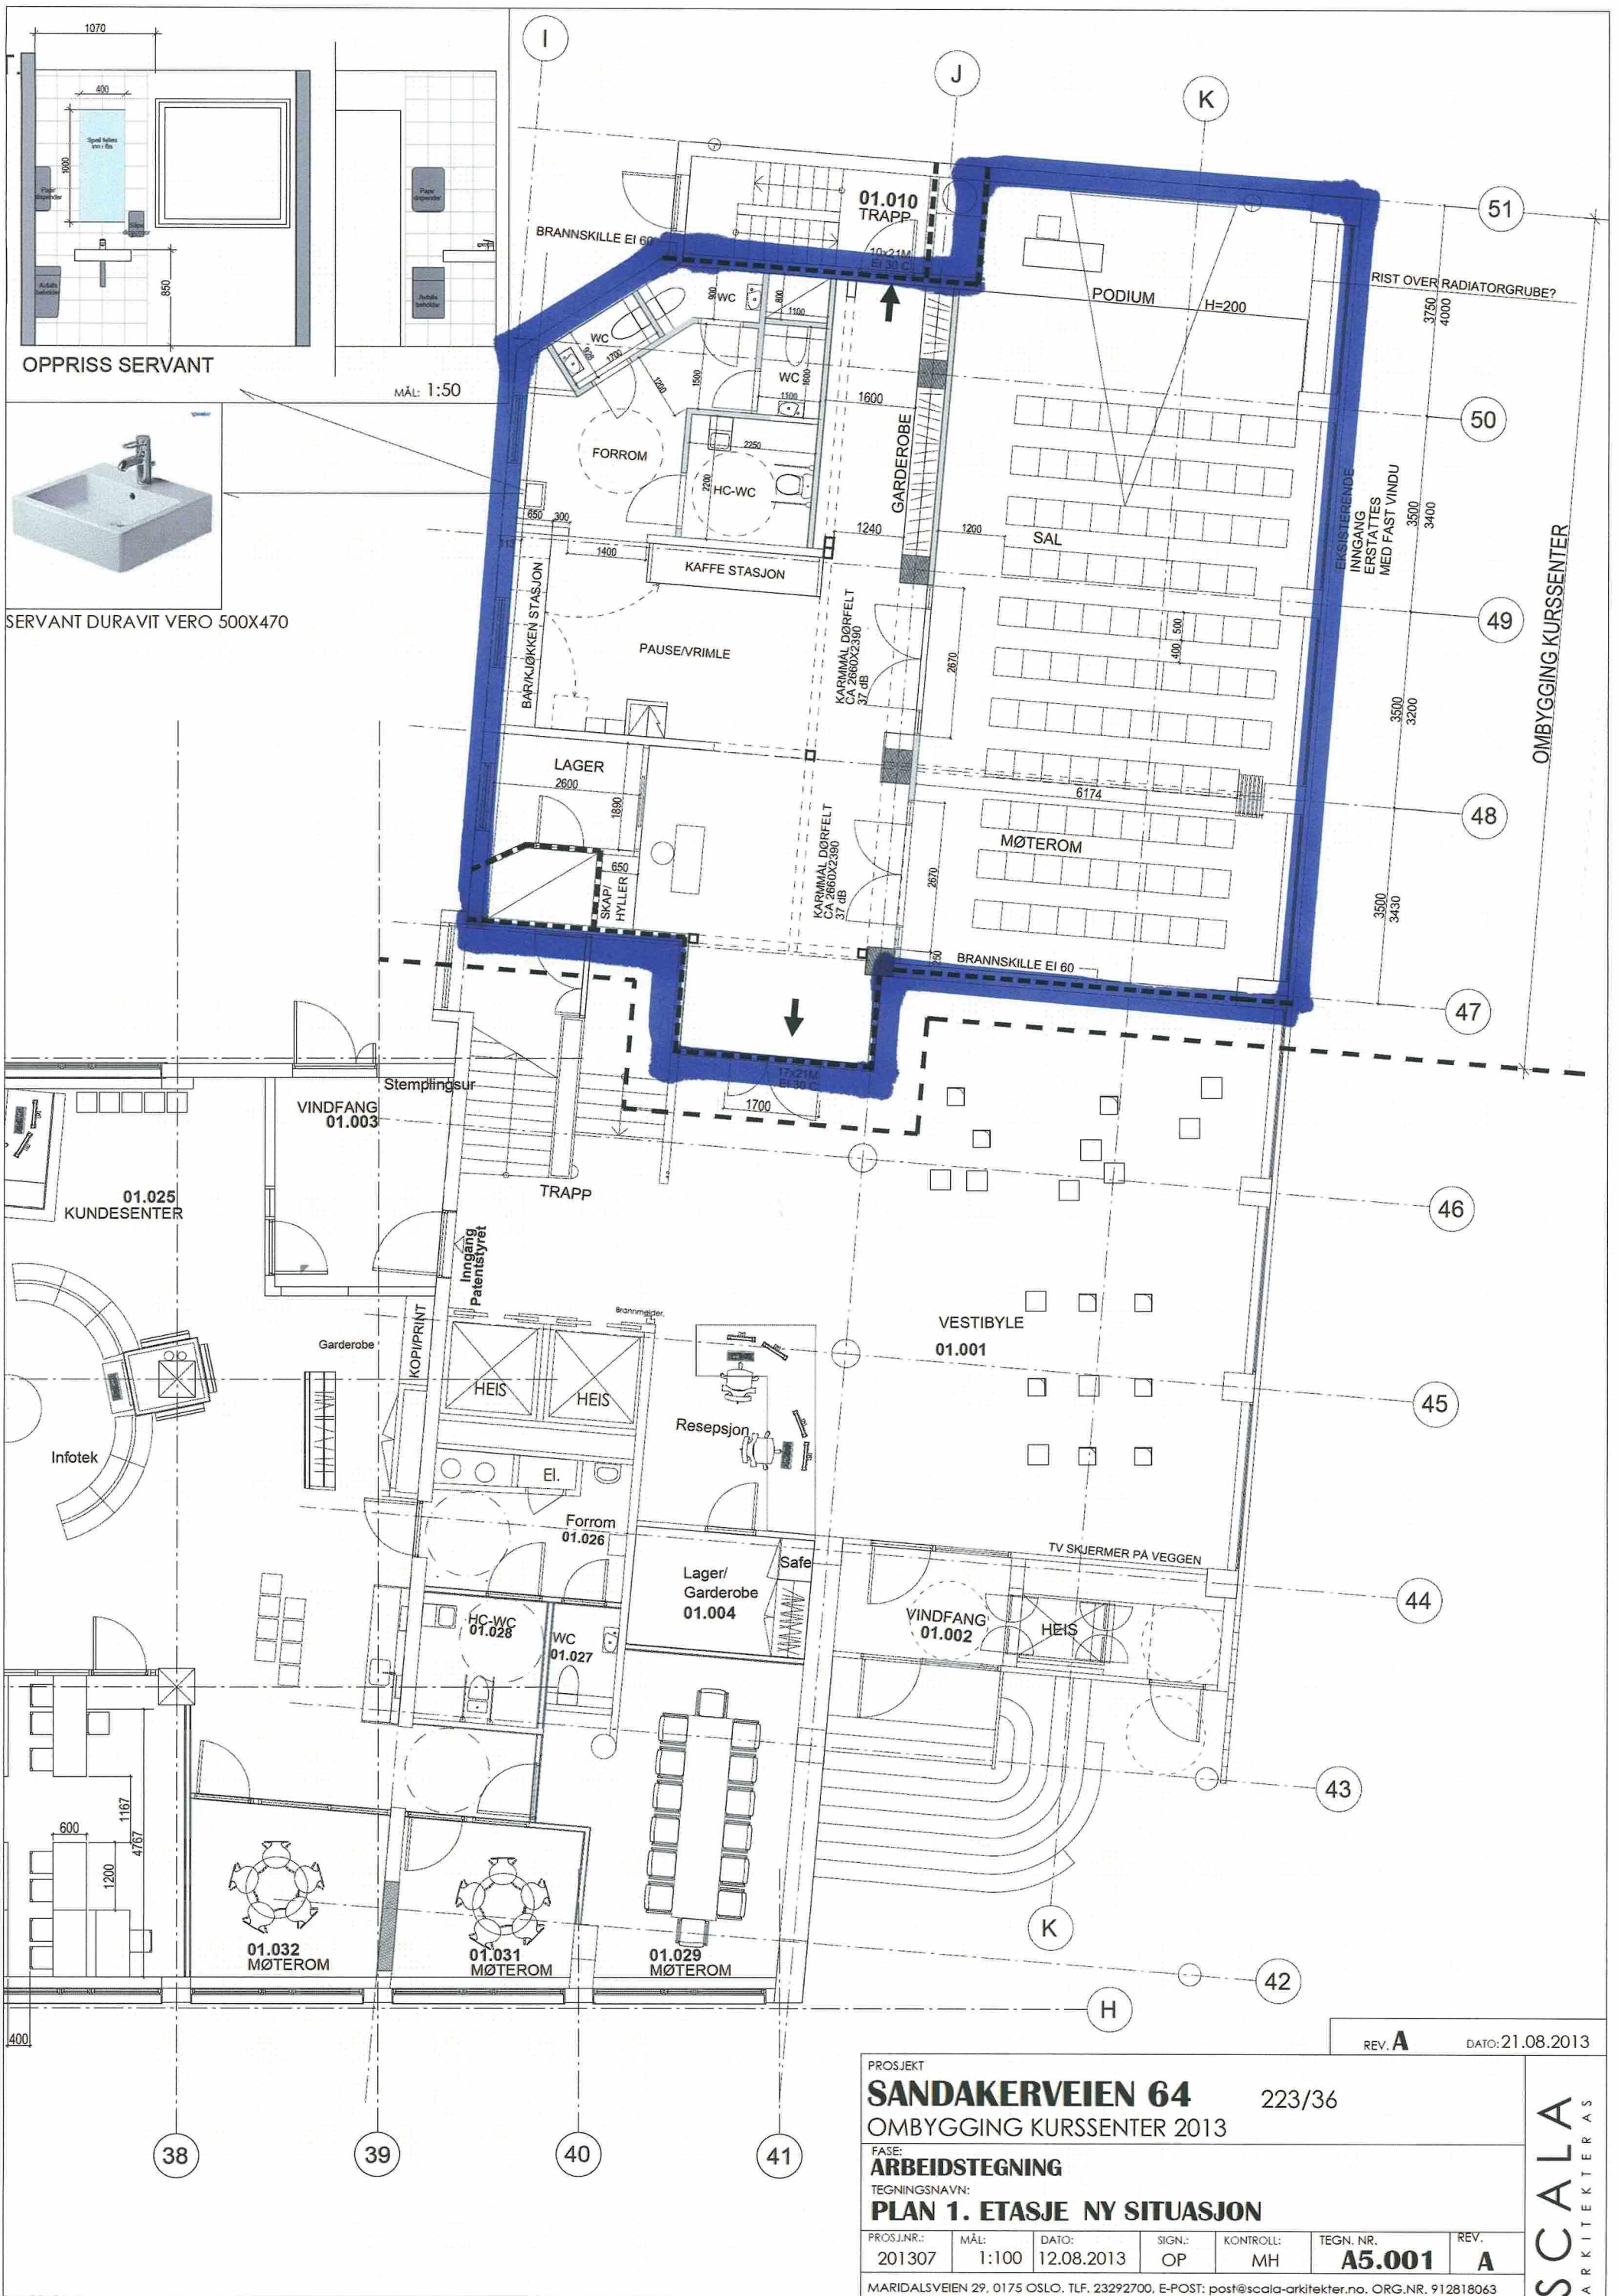 1070
400
1000
850
Speil felles
inn i flis
Papir
dispenser
Avfalls
beholder
Papir
dispenser
Avfalls
beholder
OPPRISS SERVANT
MÅL: 1:50
SERVANT DURAVIT VERO 500X470
I
J
K
51
50
49
48
47
46
45
44
43
42
K
H
38
39
40
41
01.010
TRAPP
BRANNSKILLE EI 60
10x21M
EI 30 C
PODIUM
H=200
RIST OVER RADIATORGRUBE?
3750
4000
3500
3400
3500
3200
3500
3430
OMBYGGING KURSSENTER
EKSISTERENDE
INNGANG
ERSTATTES
MED FAST VINDU
WC
900
800
1100
WC
925
1700
1200
1500
WC
1600
1100
1600
GARDEROBE
FORROM
2250
2200
HC-WC
650
300
1400
1240
1200
SAL
KAFFE STASJON
BAR/KJØKKEN STASJON
PAUSE/VRIMLE
KARMMÅL DØRFELT
CA 2660X2390
37 dB
2670
400
500
LAGER
2600
1890
650
SKAP/
HYLLER
KARMMÅL DØRFELT
CA 2660X2390
37 dB
2670
6174
MØTEROM
250
BRANNSKILLE EI 60
17x21M
EI 30 C
1700
Stemplingsur
VINDFANG
01.003
TRAPP
01.025
KUNDESENTER
Inngang
Patentstyret
KOPI/PRINT
Garderobe
Brannmelder.
HEIS
HEIS
VESTIBYLE
01.001
Resepsjon
Infotek
El.
Forrom
01.026
TV SKJERMER PÅ VEGGEN
Lager/
Garderobe
01.004
Safe
VINDFANG
01.002
HEIS
HC-WC
01.028
WC
01.027
1167
4767
600
1200
400
01.032
MØTEROM
01.031
MØTEROM
01.029
MØTEROM
REV. A
DATO: 21.08.2013
PROSJEKT
SANDAKERVEIEN 64 223/36
OMBYGGING KURSSENTER 2013
FASE:
ARBEIDSTEGNING
TEGNINGSNAVN:
PLAN 1. ETASJE NY SITUASJON
PROSJ.NR.: MÅL: DATO: SIGN.: KONTROLL: TEGN. NR. REV.
201307 1:100 12.08.2013 OP MH A5.001 A
MARIDALSVEIEN 29, 0175 OSLO. TLF. 23292700, E-POST: post@scala-arkitekter.no. ORG.NR. 912818063
SCALA
ARKITEKTER AS